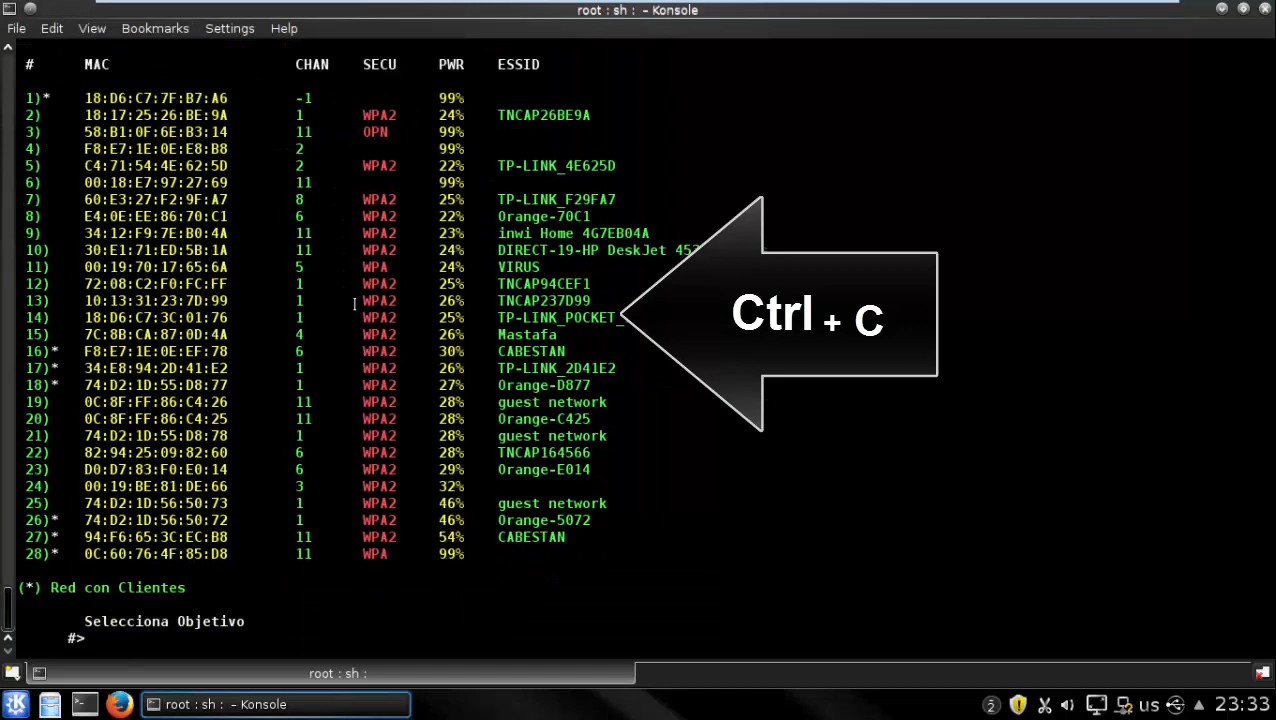 root : sh : – Konsole
File Edit View Bookmarks Settings Help
# MAC CHAN SECU PWR ESSID
1)* 18:D6:C7:7F:B7:A6 -1 99%
2) 18:17:25:26:BE:9A 1 WPA2 24% TNCAP26BE9A
3) 58:B1:0F:6E:B3:14 11 OPN 99%
4) F8:E7:1E:0E:E8:B8 2 99%
5) C4:71:54:4E:62:5D 2 WPA2 22% TP-LINK_4E625D
6) 00:18:E7:97:27:69 11 99%
7) 60:E3:27:F2:9F:A7 8 WPA2 25% TP-LINK_F29FA7
8) E4:0E:EE:86:70:C1 6 WPA2 22% Orange-70C1
9) 34:12:F9:7E:B0:4A 11 WPA2 23% inwi Home 4G7EB04A
10) 30:E1:71:ED:5B:1A 11 WPA2 24% DIRECT-19-HP DeskJet 453
11) 00:19:70:17:65:6A 5 WPA 24% VIRUS
12) 72:08:C2:F0:FC:FF 1 WPA2 25% TNCAP94CEF1
13) 10:13:31:23:7D:99 1 WPA2 26% TNCAP237D99
14) 18:D6:C7:3C:01:76 1 WPA2 25% TP-LINK_POCKET_
15) 7C:8B:CA:87:0D:4A 4 WPA2 26% Mastafa
16)* F8:E7:1E:0E:EF:78 6 WPA2 30% CABESTAN
17)* 34:E8:94:2D:41:E2 1 WPA2 26% TP-LINK_2D41E2
18)* 74:D2:1D:55:D8:77 1 WPA2 27% Orange-D877
19) 0C:8F:FF:86:C4:26 11 WPA2 28% guest network
20) 0C:8F:FF:86:C4:25 11 WPA2 28% Orange-C425
21) 74:D2:1D:55:D8:78 1 WPA2 28% guest network
22) 82:94:25:09:82:60 6 WPA2 28% TNCAP164566
23) D0:D7:83:F0:E0:14 6 WPA2 29% Orange-E014
24) 00:19:BE:81:DE:66 3 WPA2 32%
25) 74:D2:1D:56:50:73 1 WPA2 46% guest network
26)* 74:D2:1D:56:50:72 1 WPA2 46% Orange-5072
27)* 94:F6:65:3C:EC:B8 11 WPA2 54% CABESTAN
28)* 0C:60:76:4F:85:D8 11 WPA 99%
Ctrl + C
(*) Red con Clientes
Selecciona Objetivo
#>
root : sh :
root : sh : – Konsole
2 us 23:33